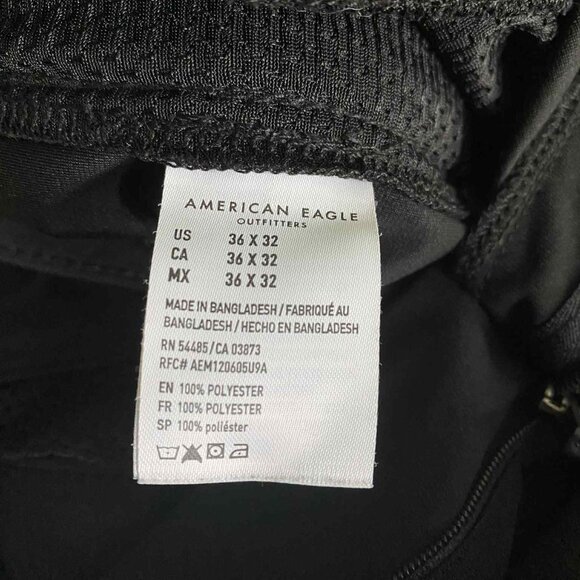 AMERICAN EAGLE
OUTFITTERS
US 36 X 32
CA 36 X 32
MX 36 X 32
MADE IN BANGLADESH / FABRIQUÉ AU
BANGLADESH / HECHO EN BANGLADESH
RN 54485 / CA 03873
RFC# AEM120605U9A
EN 100% POLYESTER
FR 100% POLYESTER
SP 100% poliéster